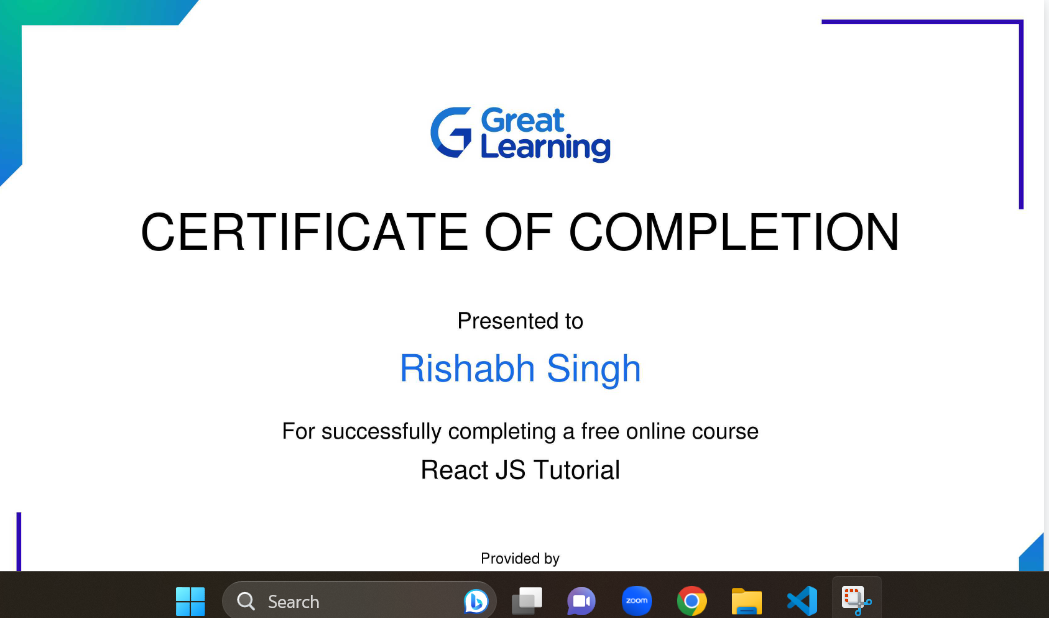 Great
Learning
CERTIFICATE OF COMPLETION
Presented to
Rishabh Singh
For successfully completing a free online course
React JS Tutorial
Provided by
Search
zoom